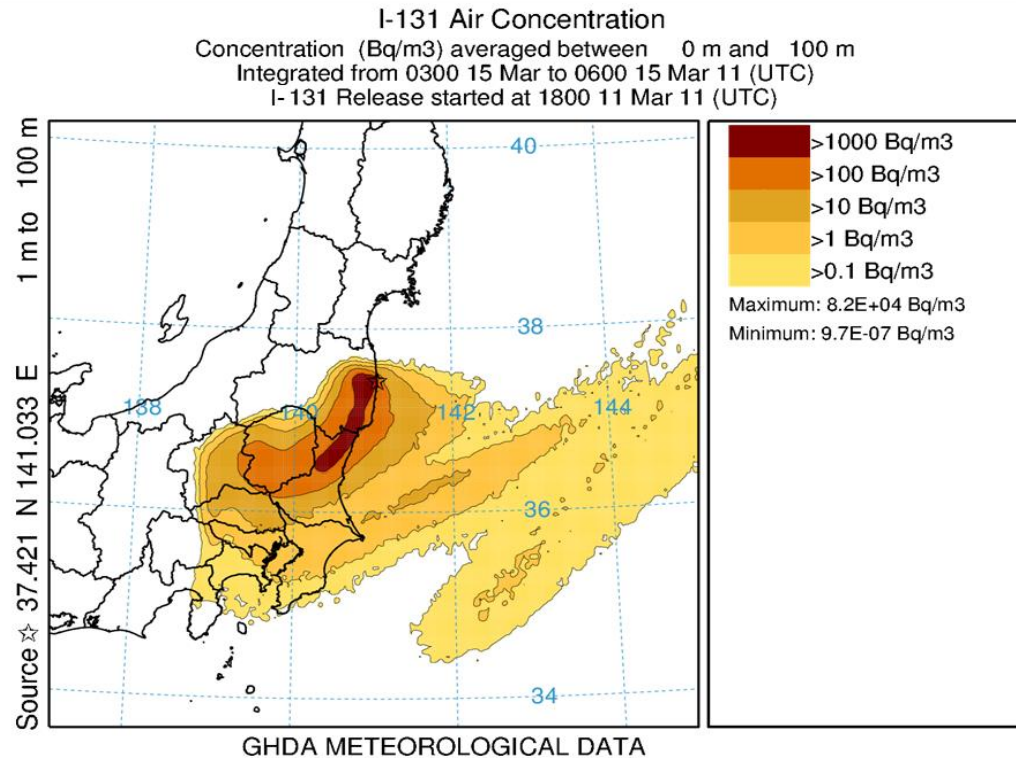 I-131 Air Concentration
Concentration (Bq/m3) averaged between 0 m and 100 m
Integrated from 0300 15 Mar to 0600 15 Mar 11 (UTC)
I-131 Release started at 1800 11 Mar 11 (UTC)
Source ☆ 37.421 N 141.033 E 1 m to 100 m
40
38
138
140
142
144
36
34
>1000 Bq/m3
>100 Bq/m3
>10 Bq/m3
>1 Bq/m3
>0.1 Bq/m3
Maximum: 8.2E+04 Bq/m3
Minimum: 9.7E-07 Bq/m3
GHDA METEOROLOGICAL DATA